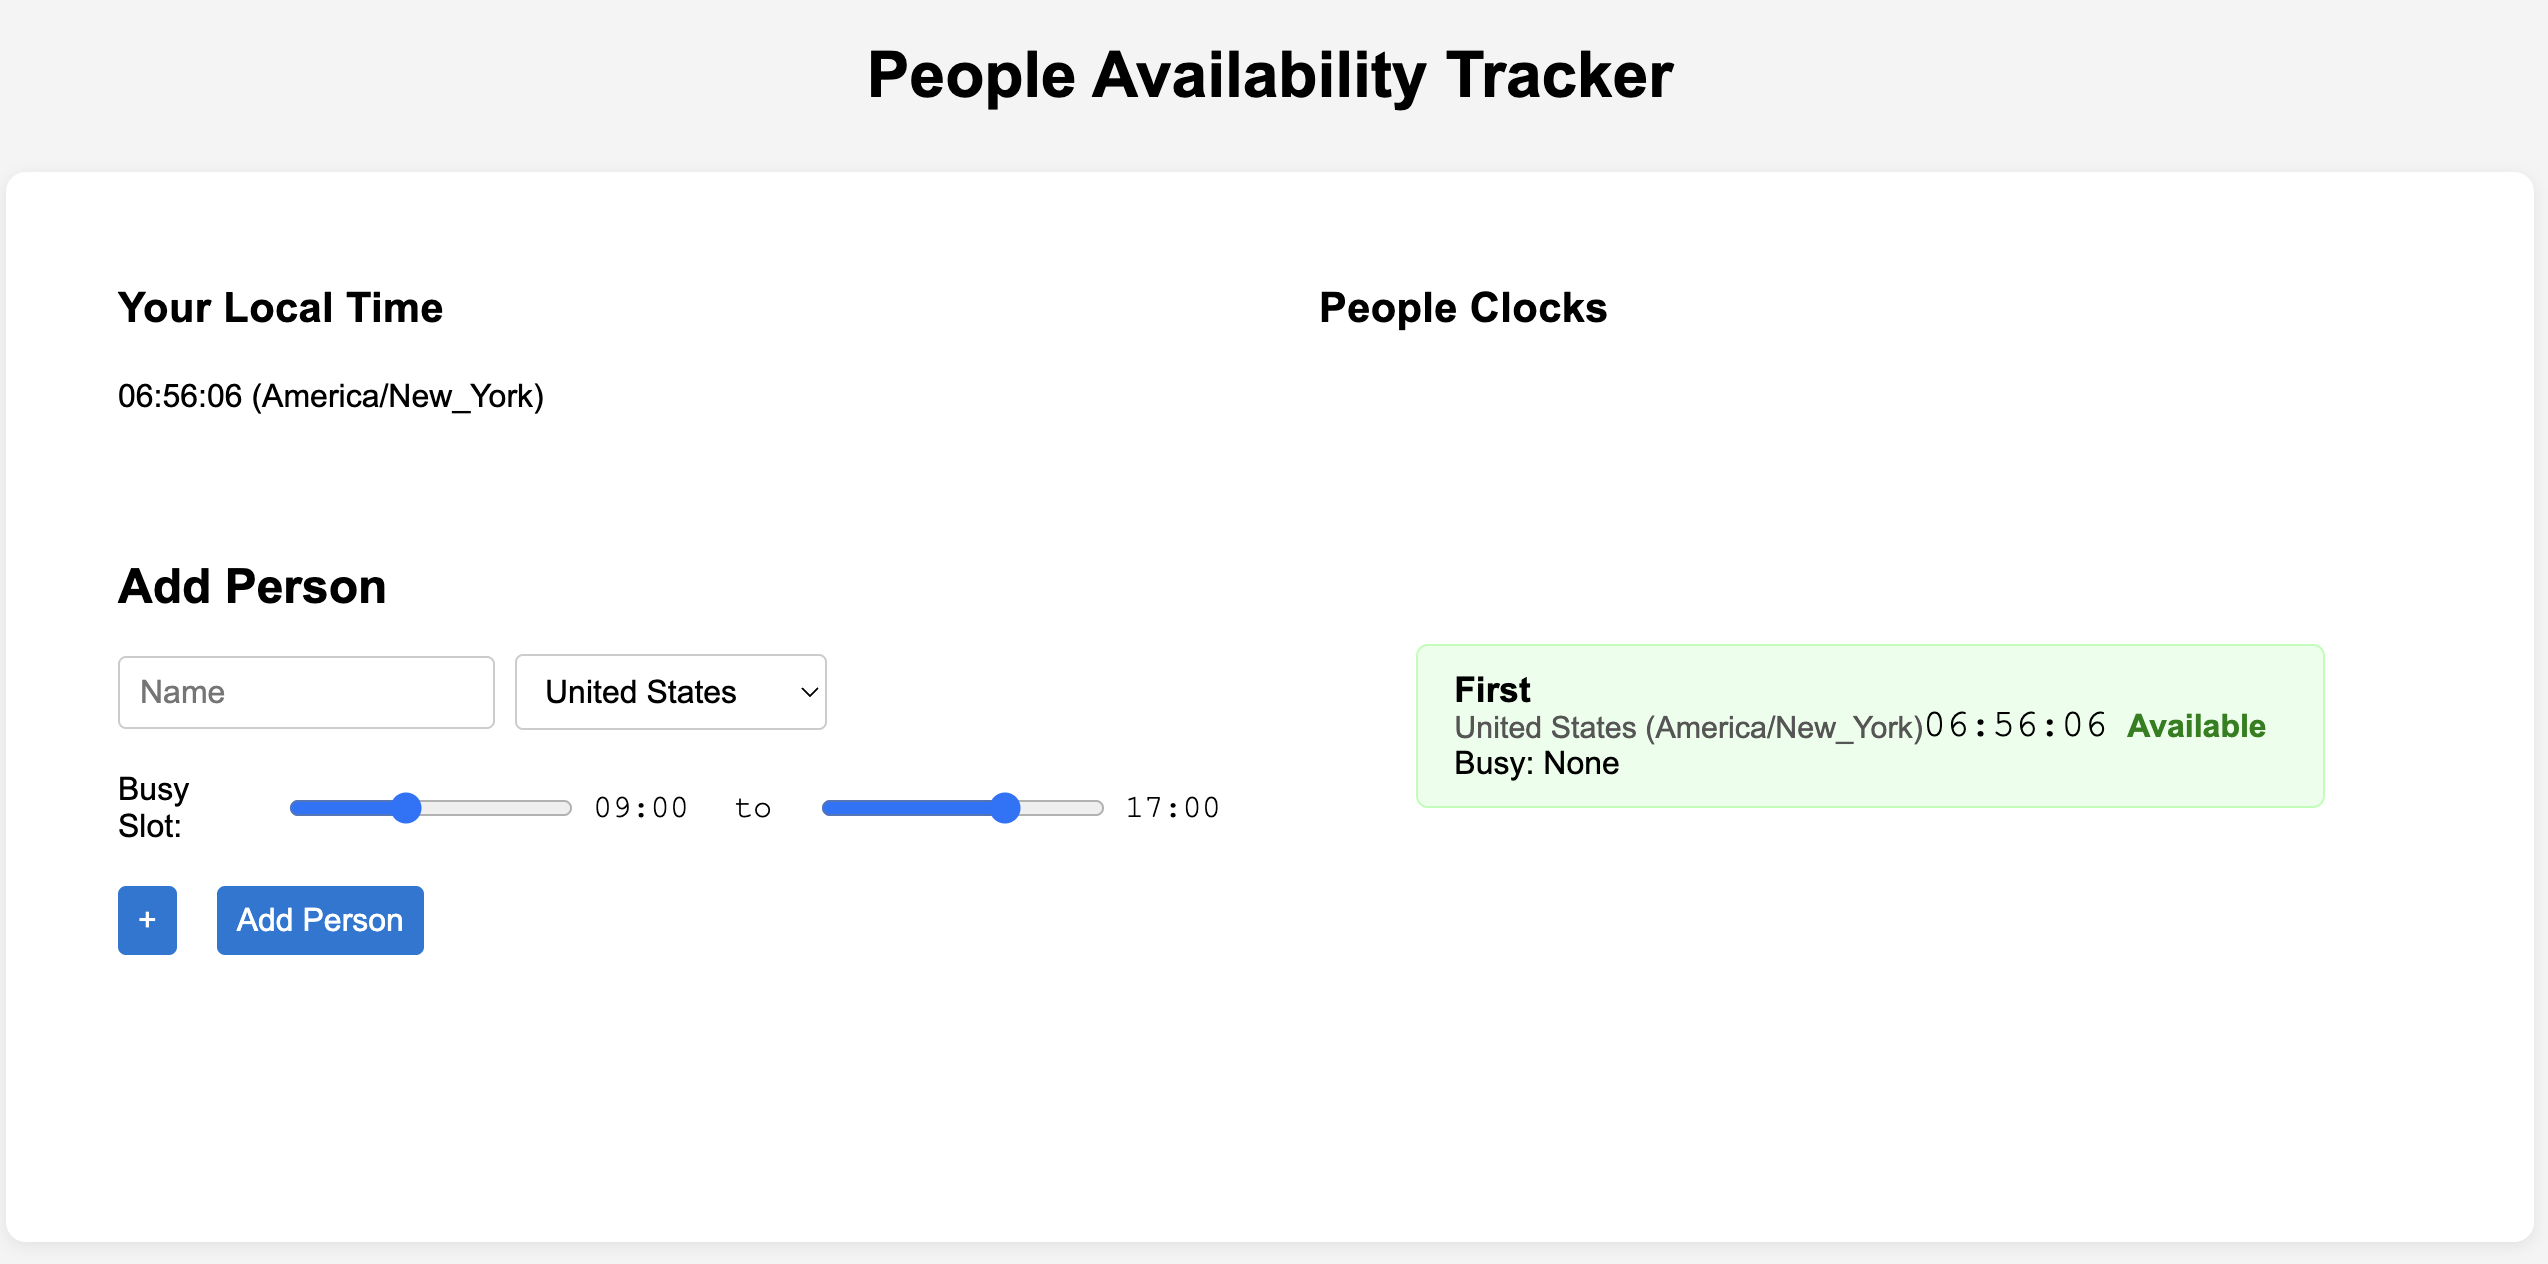 People Availability Tracker
Your Local Time
06:56:06 (America/New_York)
Add Person
Name
United States
Busy
Slot:
09:00 to 17:00
+
Add Person
People Clocks
First
United States (America/New_York)06:56:06 Available
Busy: None